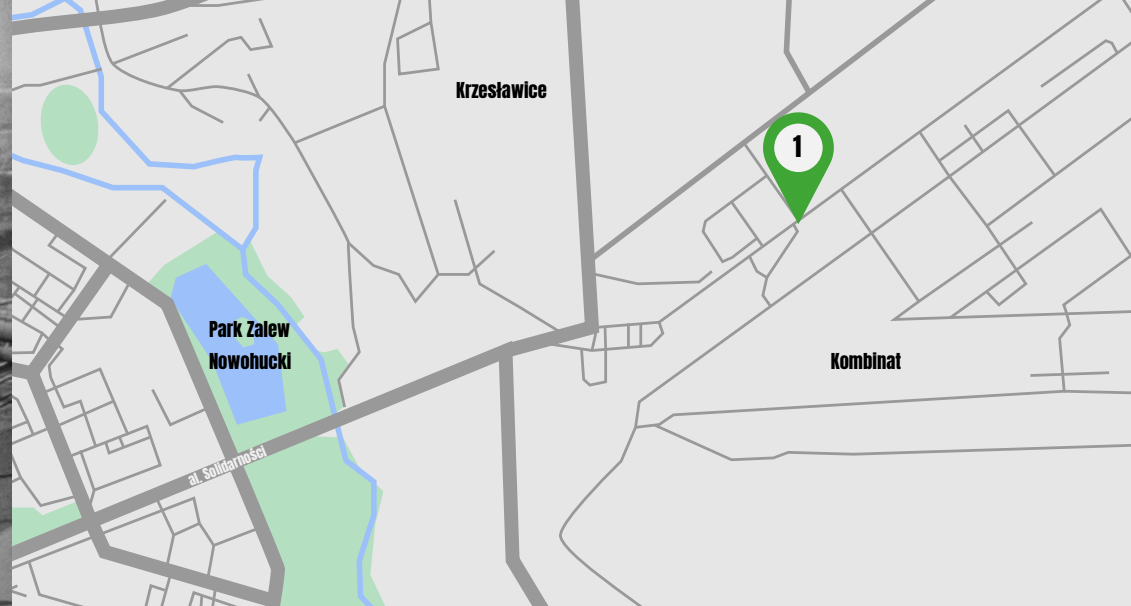 Krzesławice
1
Park Zalew
Nowohucki
Kombinat
al. Solidarności